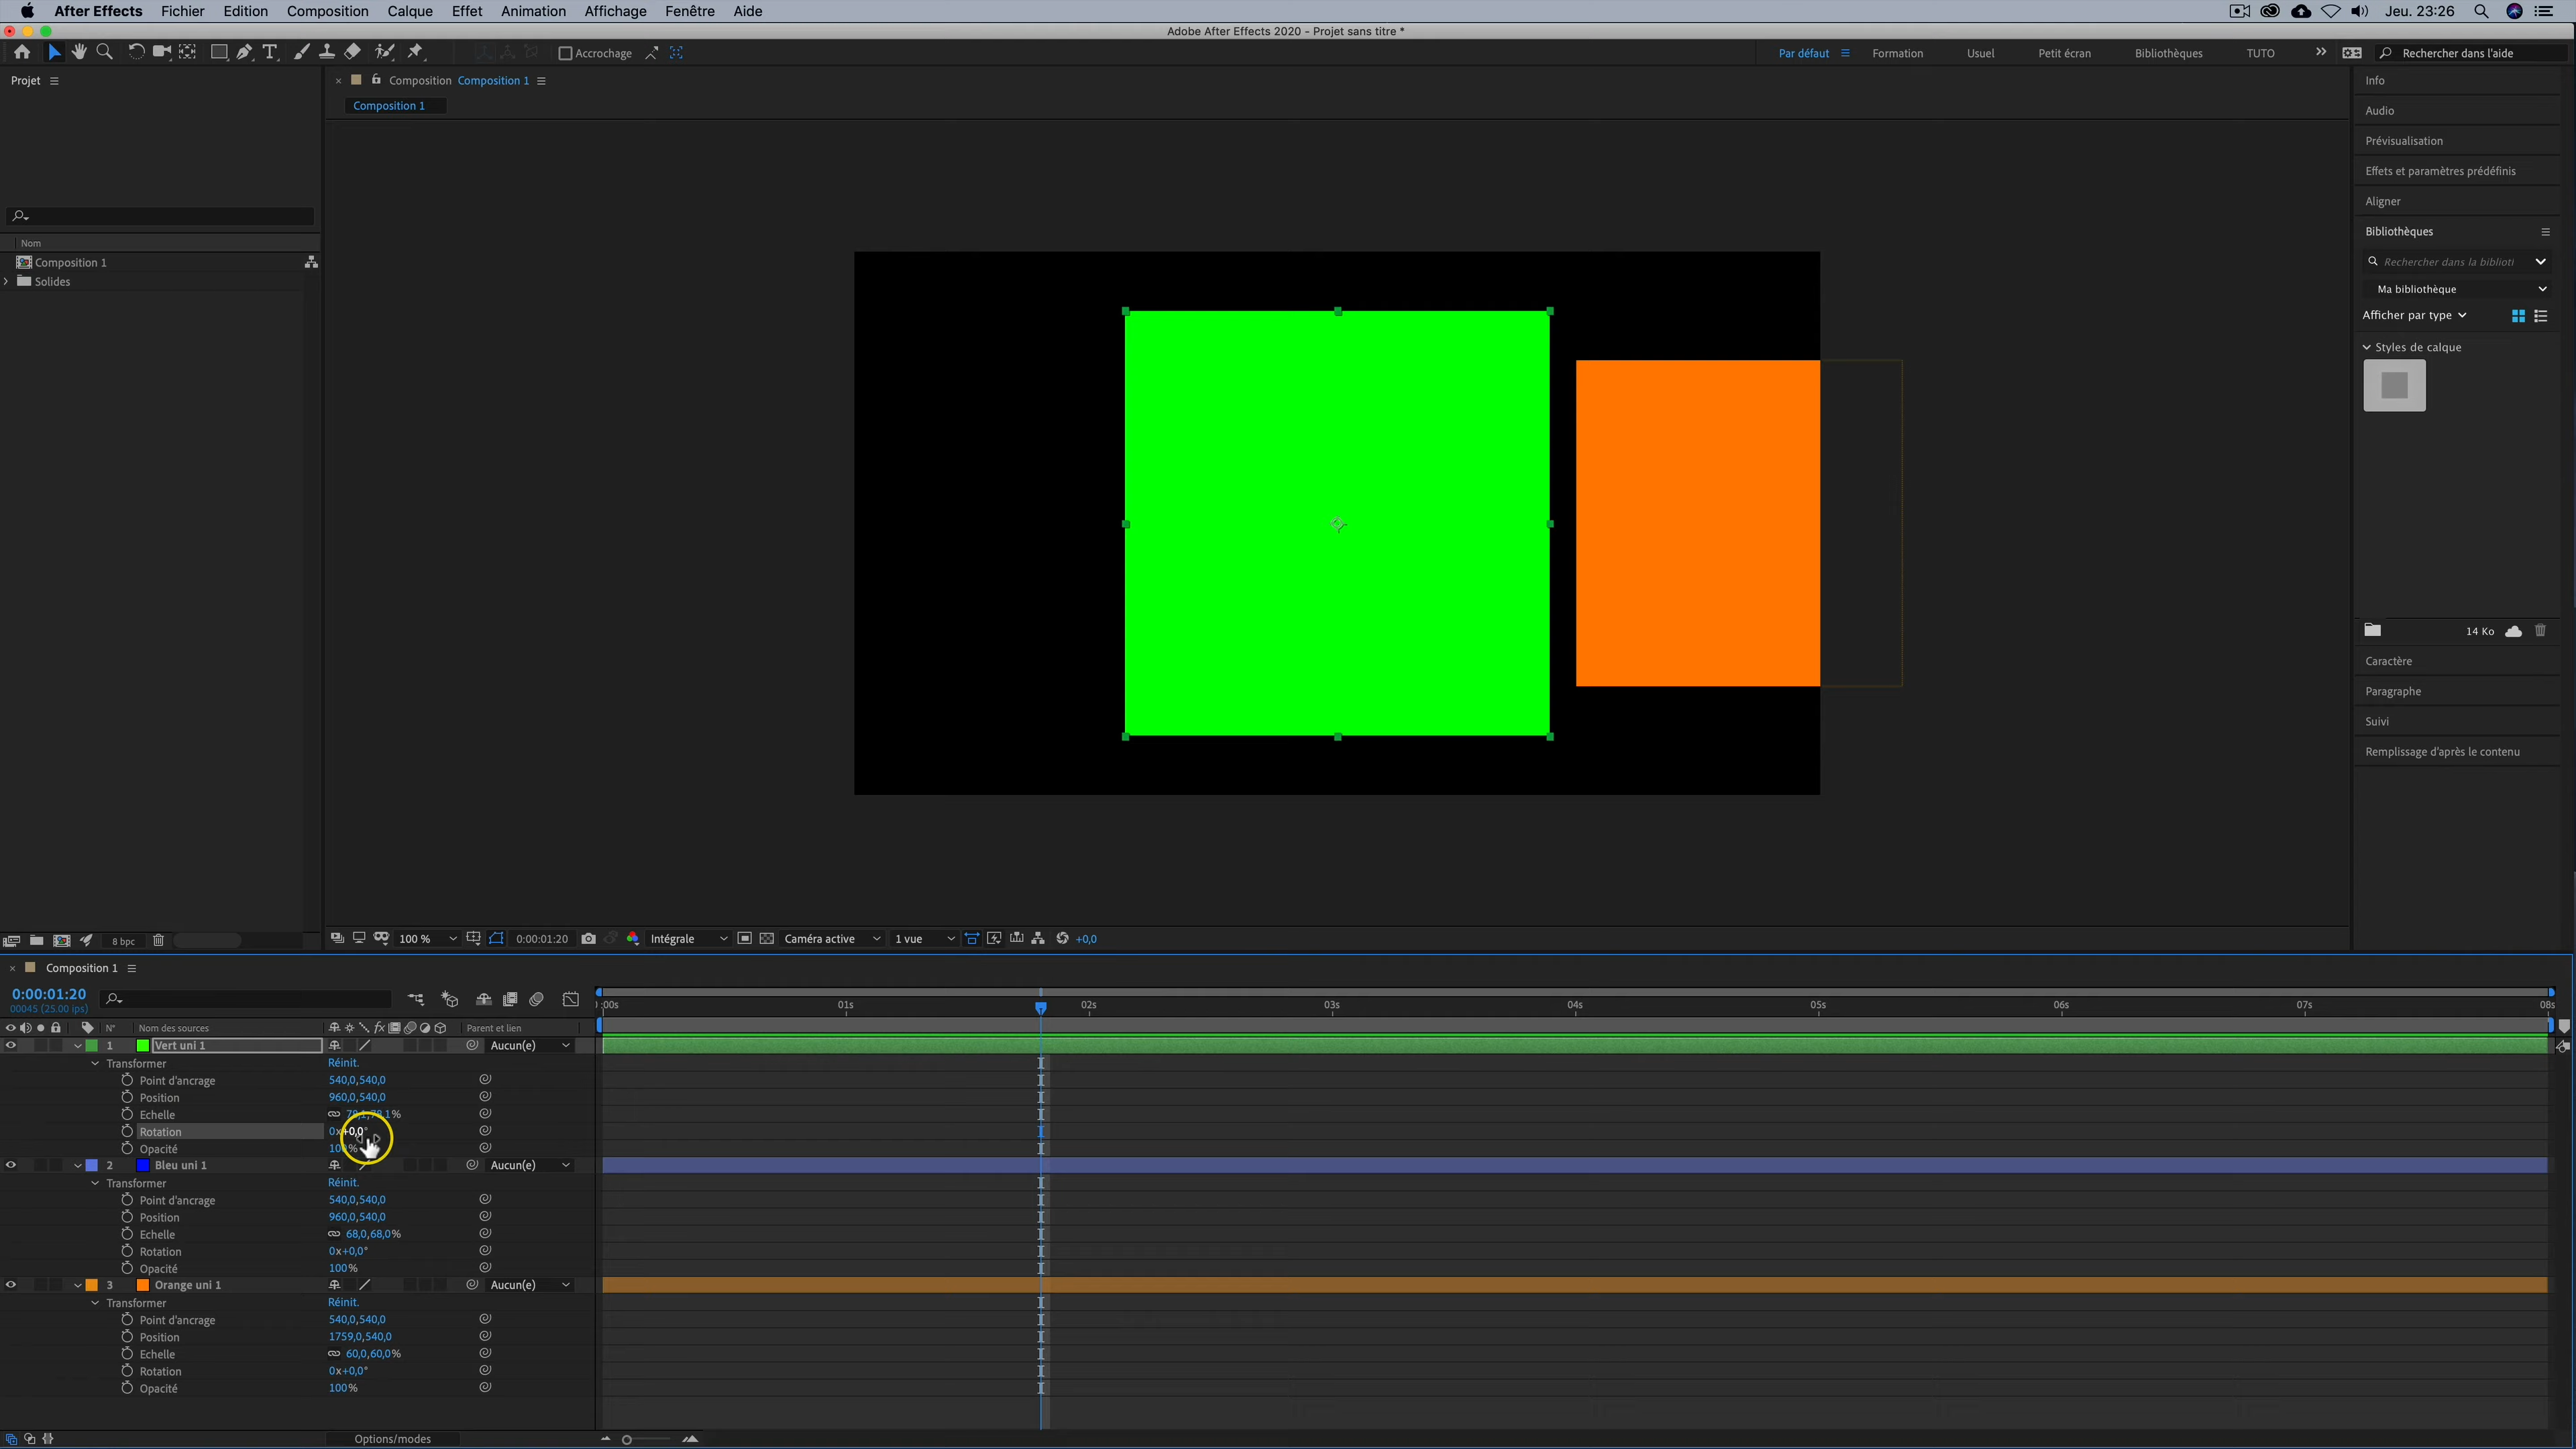 After Effects Fichier Edition Composition Calque Effet Animation Affichage Fenêtre Aide Jeu. 23:26
Adobe After Effects 2020 - Projet sans titre *
Accrochage Par défaut Formation Usuel Petit écran Bibliothèques TUTO Rechercher dans l'aide
Projet
Composition Composition 1
Composition 1
Nom
Composition 1
Solides
Info
Audio
Prévisualisation
Effets et paramètres prédéfinis
Aligner
Bibliothèques
Rechercher dans la bibliotl
Ma bibliothèque
Afficher par type
Styles de calque
14 Ko
Caractère
Paragraphe
Suivi
Remplissage d'après le contenu
8 bpc
100 % 0:00:01:20 Intégrale Caméra active 1 vue +0,0
Composition 1
0:00:01:20
00045 (25.00 ips)
:00s 01s 02s 03s 04s 05s 06s 07s 08s
N° Nom des sources Parent et lien
1 Vert uni 1 Aucun(e)
Transformer Réinit.
Point d'ancrage 540,0,540,0
Position 960,0,540,0
Echelle 78,1,78,1%
Rotation 0x+0,0°
Opacité 100%
2 Bleu uni 1 Aucun(e)
Transformer Réinit.
Point d'ancrage 540,0,540,0
Position 960,0,540,0
Echelle 68,0,68,0%
Rotation 0x+0,0°
Opacité 100%
3 Orange uni 1 Aucun(e)
Transformer Réinit.
Point d'ancrage 540,0,540,0
Position 1759,0,540,0
Echelle 60,0,60,0%
Rotation 0x+0,0°
Opacité 100%
Options/modes